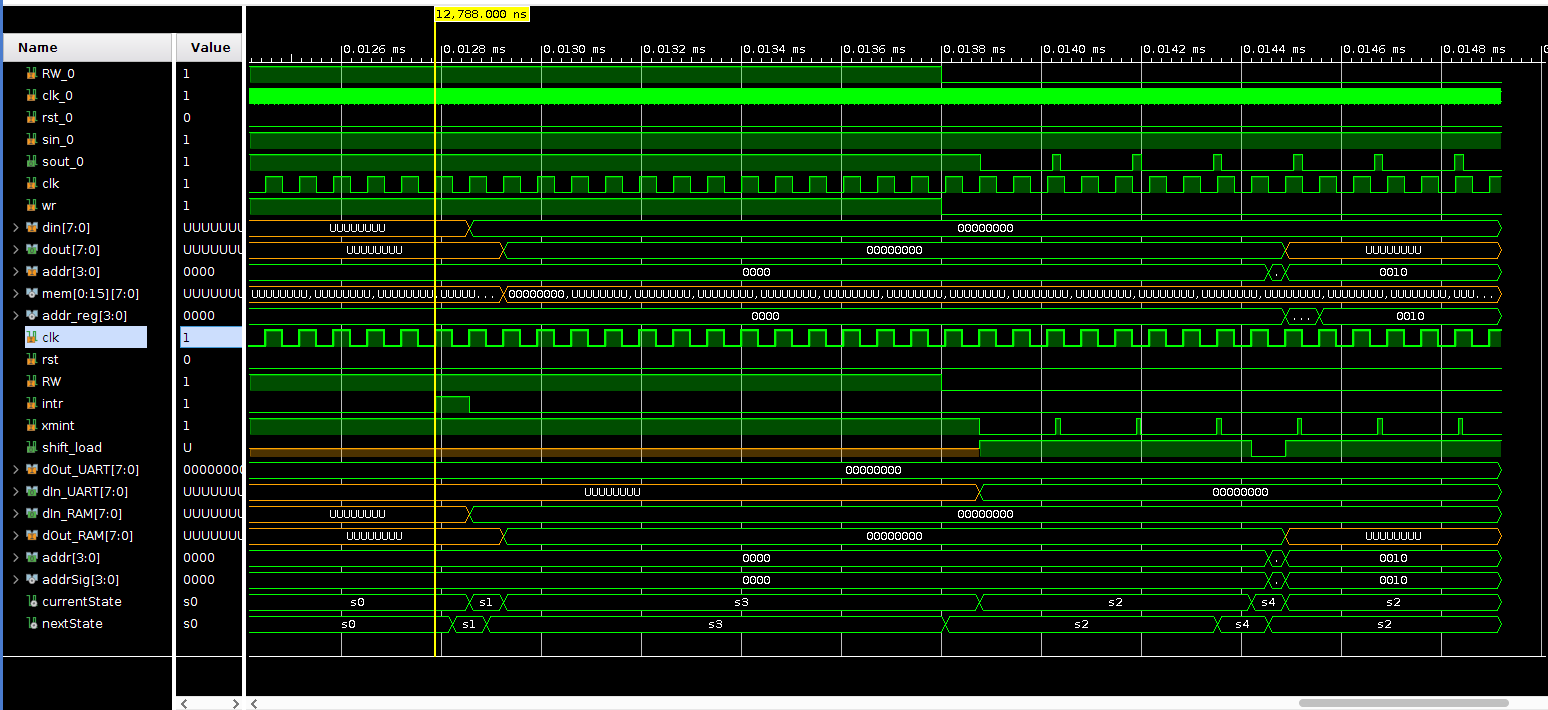 12,788.000 ns
Name Value 0.0126 ms 0.0128 ms 0.0130 ms 0.0132 ms 0.0134 ms 0.0136 ms 0.0138 ms 0.0140 ms 0.0142 ms 0.0144 ms 0.0146 ms 0.0148 ms
RW_0 1
clk_0 1
rst_0 0
sin_0 1
sout_0 1
clk 1
wr 1
din[7:0] UUUUUUU UUUUUUUU 00000000
dout[7:0] UUUUUUU UUUUUUUU 00000000 UUUUUUUU
addr[3:0] 0000 0000 . 0010
mem[0:15][7:0] UUUUUUU UUUUUUUU,UUUUUUUU,UUUUUUUU,UUUUU... 00000000,UUUUUUUU,UUUUUUUU,UUUUUUUU,UUUUUUUU,UUUUUUUU,UUUUUUUU,UUUUUUUU,UUUUUUUU,UUUUUUUU,UUUUUUUU,UUUUUUUU,UUUUUUUU,UUUUUUUU,UUUUUUUU,UUU...
addr_reg[3:0] 0000 0000 ... 0010
clk 1
rst 0
RW 1
intr 1
xmint 1
shift_load U
dOut_UART[7:0] 00000000 00000000
dIn_UART[7:0] UUUUUUU UUUUUUUU 00000000
dIn_RAM[7:0] UUUUUUU UUUUUUUU 00000000
dOut_RAM[7:0] UUUUUUU UUUUUUUU 00000000 UUUUUUUU
addr[3:0] 0000 0000 . 0010
addrSig[3:0] 0000 0000 . 0010
currentState s0 s0 s1 s3 s2 s4 s2
nextState s0 s0 s1 s3 s2 s4 s2